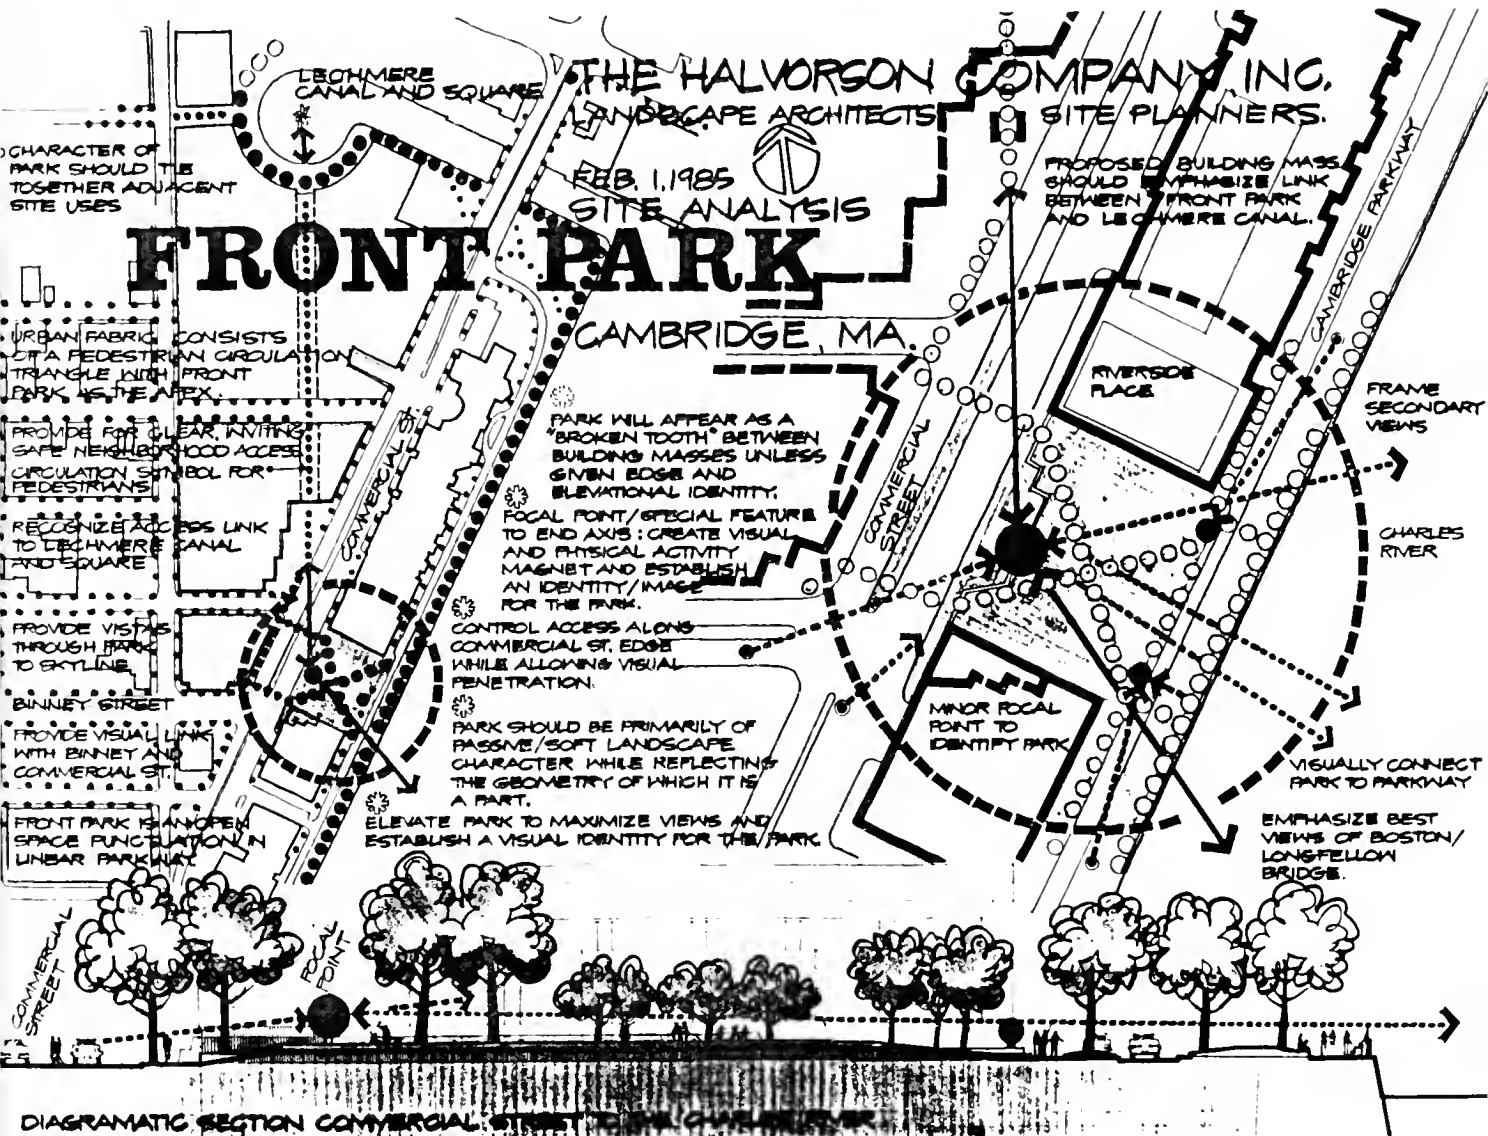 THE HALVORSON COMPANY, INC.
LANDSCAPE ARCHITECTS
SITE PLANNERS.
FEB. 1, 1985
SITE ANALYSIS
FRONT PARK
CAMBRIDGE, MA.
LECHMERE
CANAL AND SQUARE
CHARACTER OF
PARK SHOULD TIE
TOGETHER ADJACENT
SITE USES
URBAN FABRIC CONSISTS
OF A PEDESTRIAN CIRCULATION
TRIANGLE WITH FRONT
PARK AS THE APEX.
PROVIDE FOR CLEAR, INVITING
SAFE NEIGHBORHOOD ACCESS
CIRCULATION SYMBOL FOR
PEDESTRIANS
RECOGNIZE ACCESS LINK
TO LECHMERE CANAL
AND SQUARE
PROVIDE VISTAS
THROUGH PARK
TO SKYLINE
BINNEY STREET
PROVIDE VISUAL LINK
WITH BINNEY AND
COMMERCIAL ST.
FRONT PARK IS AN OPEN
SPACE PUNCTUATION IN
LINEAR PARKWAY
COMMERCIAL ST.
PARK WILL APPEAR AS A
"BROKEN TOOTH" BETWEEN
BUILDING MASSES UNLESS
GIVEN EDGE AND
ELEVATIONAL IDENTITY.
FOCAL POINT/SPECIAL FEATURE
TO END AXIS: CREATE VISUAL
AND PHYSICAL ACTIVITY
MAGNET AND ESTABLISH
AN IDENTITY/IMAGE
FOR THE PARK.
CONTROL ACCESS ALONG
COMMERCIAL ST. EDGE
WHILE ALLOWING VISUAL
PENETRATION.
PARK SHOULD BE PRIMARILY OF
PASSIVE/SOFT LANDSCAPE
CHARACTER WHILE REFLECTING
THE GEOMETRY OF WHICH IT IS
A PART.
ELEVATE PARK TO MAXIMIZE VIEWS AND
ESTABLISH A VISUAL IDENTITY FOR THE PARK.
PROPOSED BUILDING MASS
SHOULD EMPHASIZE LINK
BETWEEN FRONT PARK
AND LECHMERE CANAL.
CAMBRIDGE PARKWAY
RIVERSIDE
PLACE
COMMERCIAL
STREET
FRAME
SECONDARY
VIEWS
CHARLES
RIVER
MINOR FOCAL
POINT TO
IDENTIFY PARK
VISUALLY CONNECT
PARK TO PARKWAY
EMPHASIZE BEST
VIEWS OF BOSTON/
LONGFELLOW
BRIDGE.
COMMERCIAL
STREET
FOCAL
POINT
DIAGRAMATIC SECTION COMMERCIAL STREET TO THE CHARLES RIVER